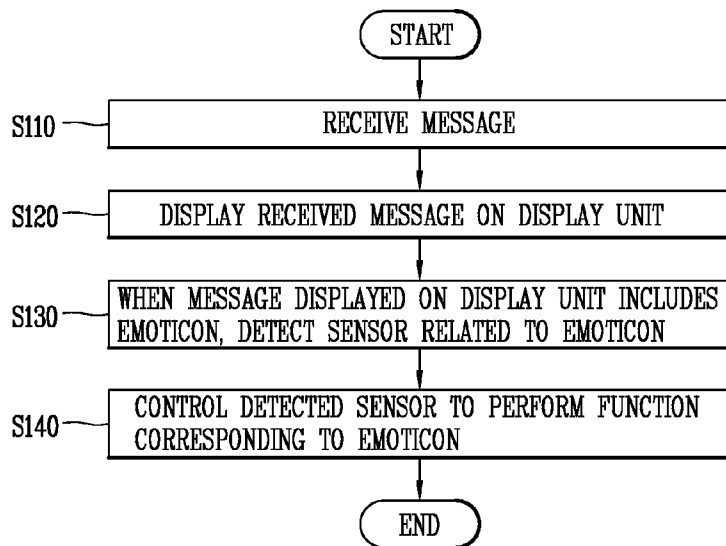 START
S110
RECEIVE MESSAGE
S120
DISPLAY RECEIVED MESSAGE ON DISPLAY UNIT
S130
WHEN MESSAGE DISPLAYED ON DISPLAY UNIT INCLUDES
EMOTICON, DETECT SENSOR RELATED TO EMOTICON
S140
CONTROL DETECTED SENSOR TO PERFORM FUNCTION
CORRESPONDING TO EMOTICON
END